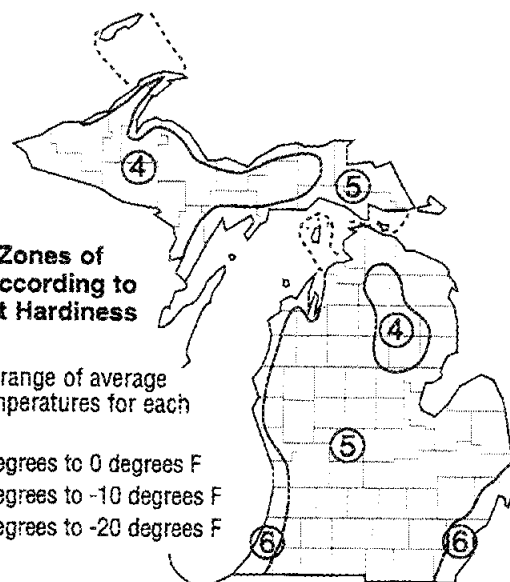 4
5
Zones of
ccording to
t Hardiness
4
range of average
nperatures for each
5
egrees to 0 degrees F
egrees to -10 degrees F
egrees to -20 degrees F
6
6